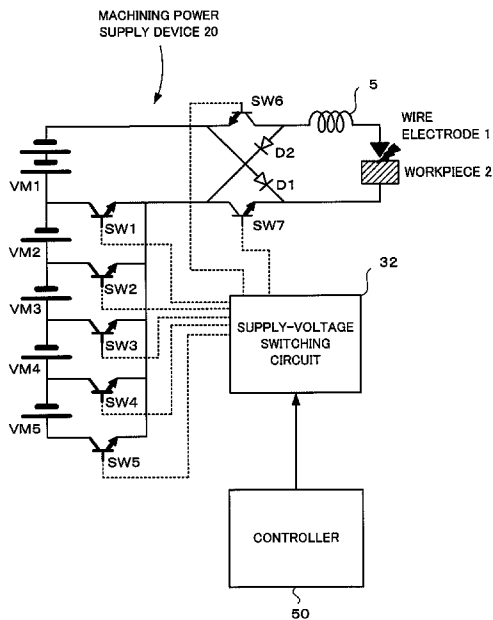 MACHINING POWER
SUPPLY DEVICE 20
SW6
5
WIRE
ELECTRODE 1
D2
D1
WORKPIECE 2
VM1
SW1
SW7
VM2
SW2
32
VM3
SW3
SUPPLY-VOLTAGE
SWITCHING
CIRCUIT
VM4
SW4
VM5
SW5
CONTROLLER
50